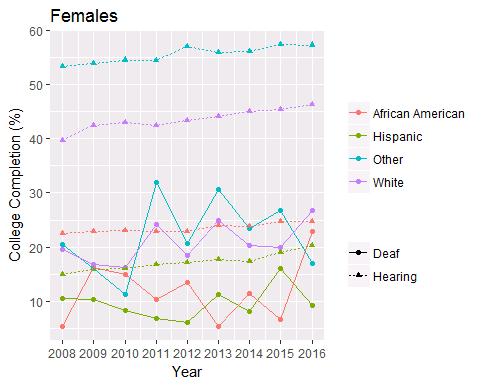 Females
College Completion (%)
60
50
40
30
20
10
2008 2009 2010 2011 2012 2013 2014 2015 2016
Year
African American
Hispanic
Other
White
Deaf
Hearing